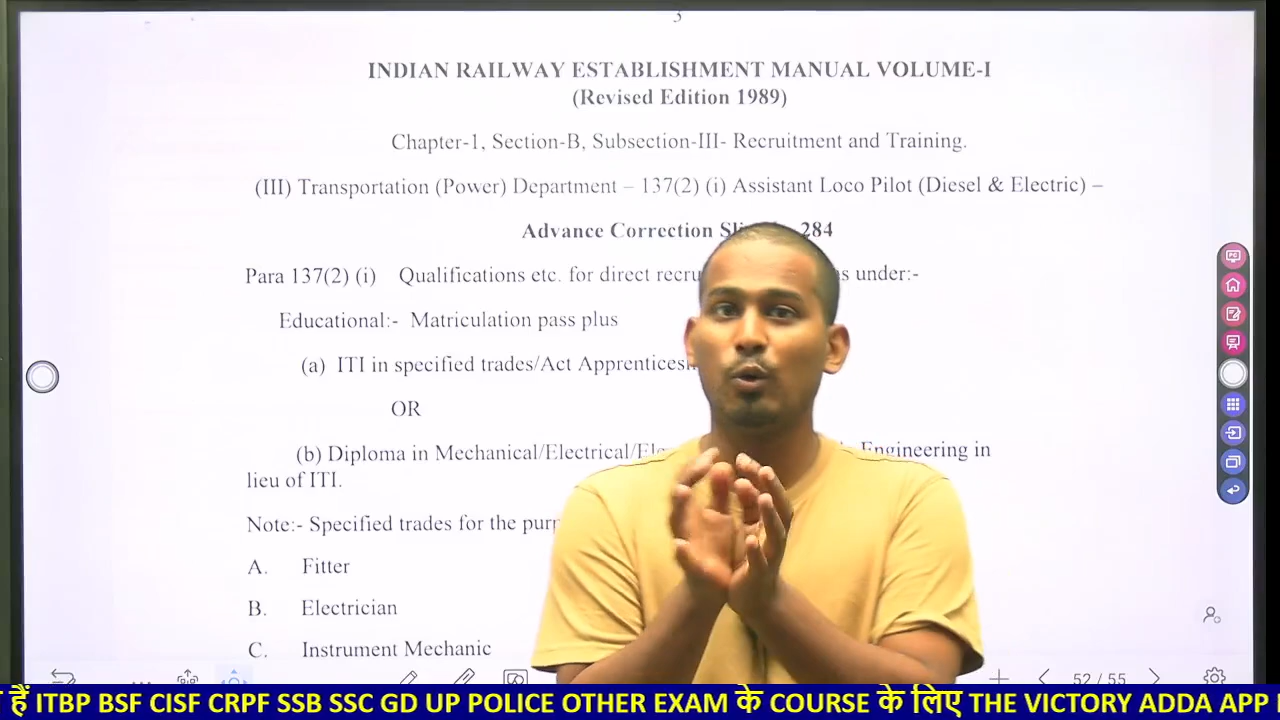 3
INDIAN RAILWAY ESTABLISHMENT MANUAL VOLUME-I
(Revised Edition 1989)
Chapter-1, Section-B, Subsection-III- Recruitment and Training.
(III) Transportation (Power) Department – 137(2) (i) Assistant Loco Pilot (Diesel & Electric) –
Advance Correction 284
Para 137(2) (i) Qualifications etc. for direct under:-
Educational:- Matriculation pass plus
(a) ITI in specified trades/Act
OR
(b) Diploma in Mechanical/Electrical/ Engineering in
lieu of ITI.
Note:- Specified trades for the
A. Fitter
B. Electrician
C. Instrument Mechanic
52/55
हैं ITBP BSF CISF CRPF SSB SSC GD UP POLICE OTHER EXAM के COURSE के लिए THE VICTORY ADDA APP